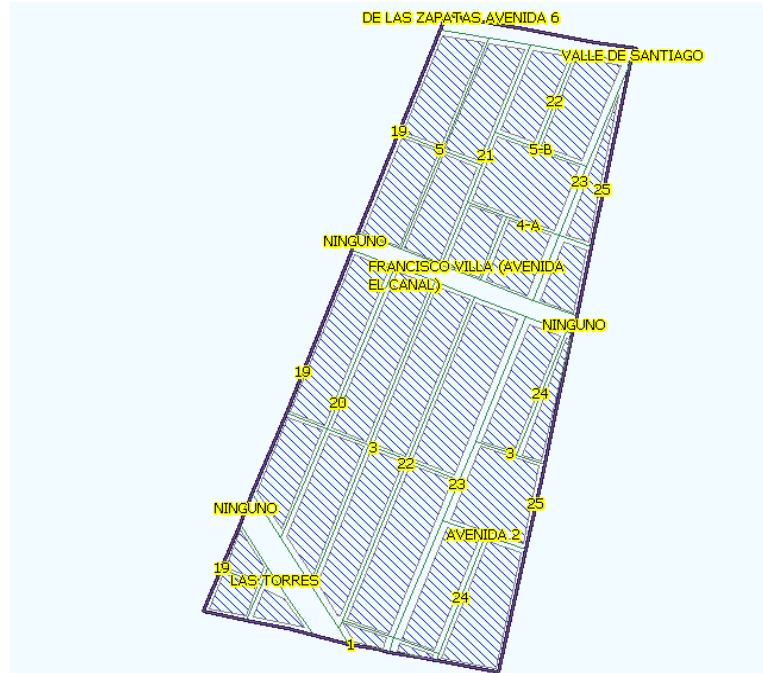 DE LAS ZAPATAS AVENIDA 6
VALLE DE SANTIAGO
22
19
5
5-B
21
23
25
4-A
NINGUNO
FRANCISCO VILLA (AVENIDA
EL CANAL)
NINGUNO
19
24
20
3
3
22
23
25
NINGUNO
AVENIDA 2
19
LAS TORRES
24
1